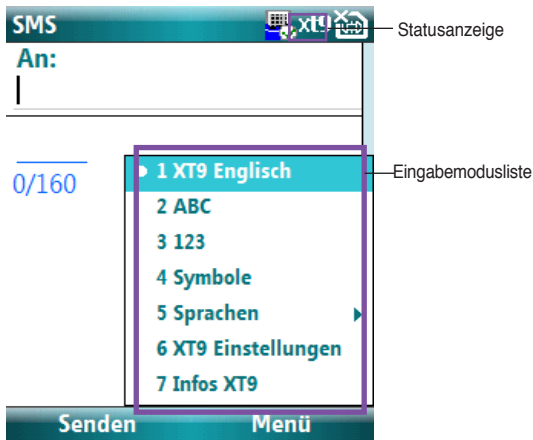 SMS xt9
Statusanzeige
An:
0/160
1 XT9 Englisch
Eingabemodusliste
2 ABC
3 123
4 Symbole
5 Sprachen
6 XT9 Einstellungen
7 Infos XT9
Senden Menü